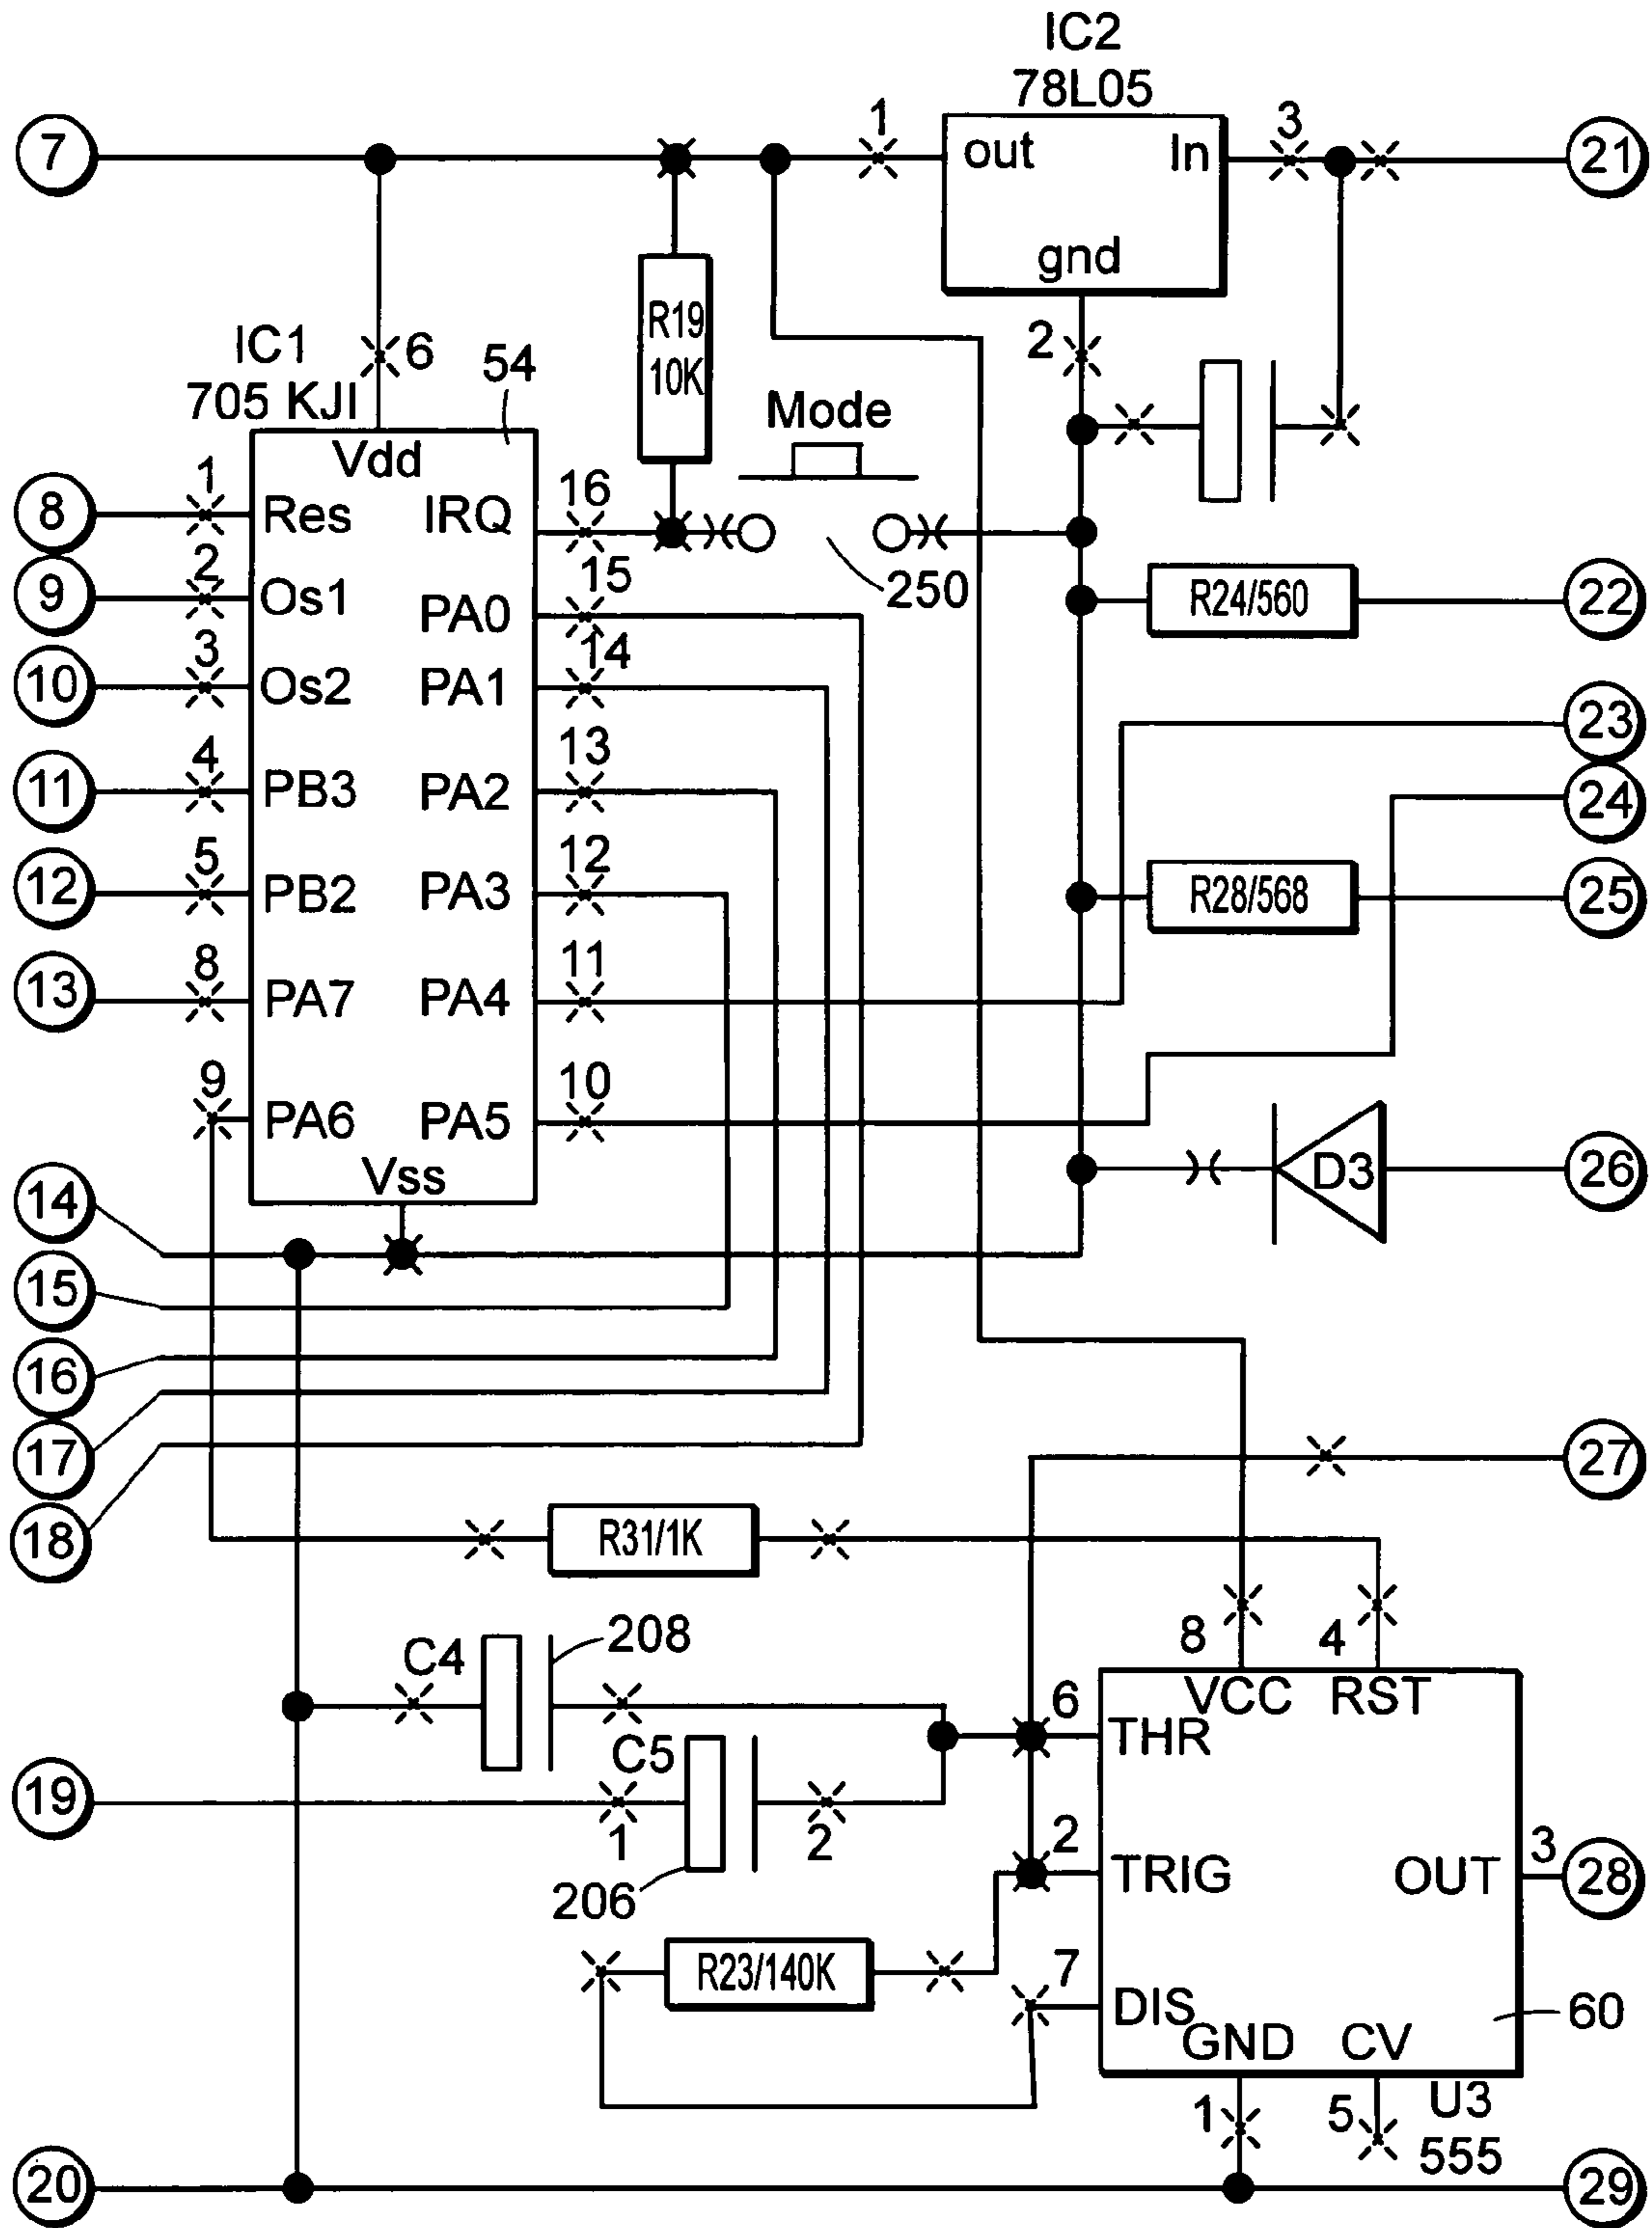 IC2
78L05
7
1
out
In
3
21
gnd
2
R19
10K
IC1
705 KJI
6
54
Mode
Vdd
8
1
Res
IRQ
16
250
9
2
Os1
PA0
15
R24/560
22
10
3
Os2
PA1
14
23
11
4
PB3
PA2
13
24
12
5
PB2
PA3
12
R28/568
25
13
8
PA7
PA4
11
9
PA6
PA5
10
Vss
D3
26
14
15
16
17
18
27
R31/1K
8
4
C4
208
VCC
RST
6
THR
19
C5
1
2
206
2
TRIG
OUT
3
28
R23/140K
7
DIS
GND
CV
60
1
5
U3
555
20
29